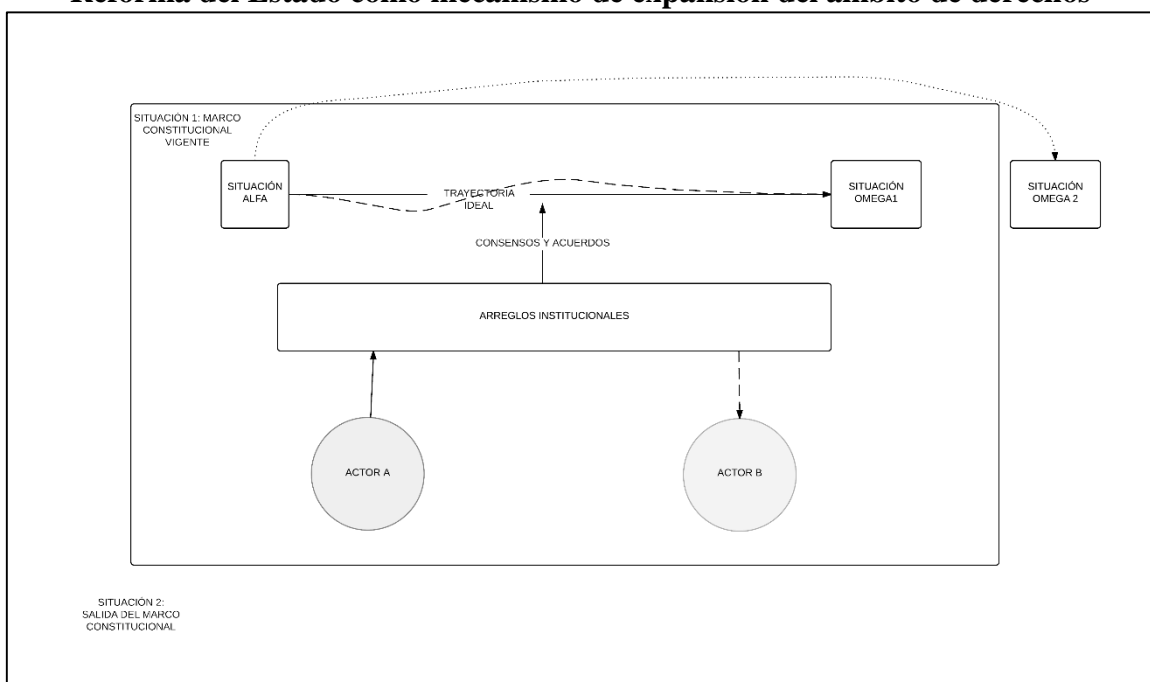 Reforma del Estado como mecanismo de expansión del ámbito de derechos
SITUACIÓN 1: MARCO
CONSTITUCIONAL
VIGENTE
SITUACIÓN
ALFA
TRAYECTORIA
IDEAL
SITUACIÓN
OMEGA1
SITUACIÓN
OMEGA 2
CONSENSOS Y ACUERDOS
ARREGLOS INSTITUCIONALES
ACTOR A
ACTOR B
SITUACIÓN 2:
SALIDA DEL MARCO
CONSTITUCIONAL